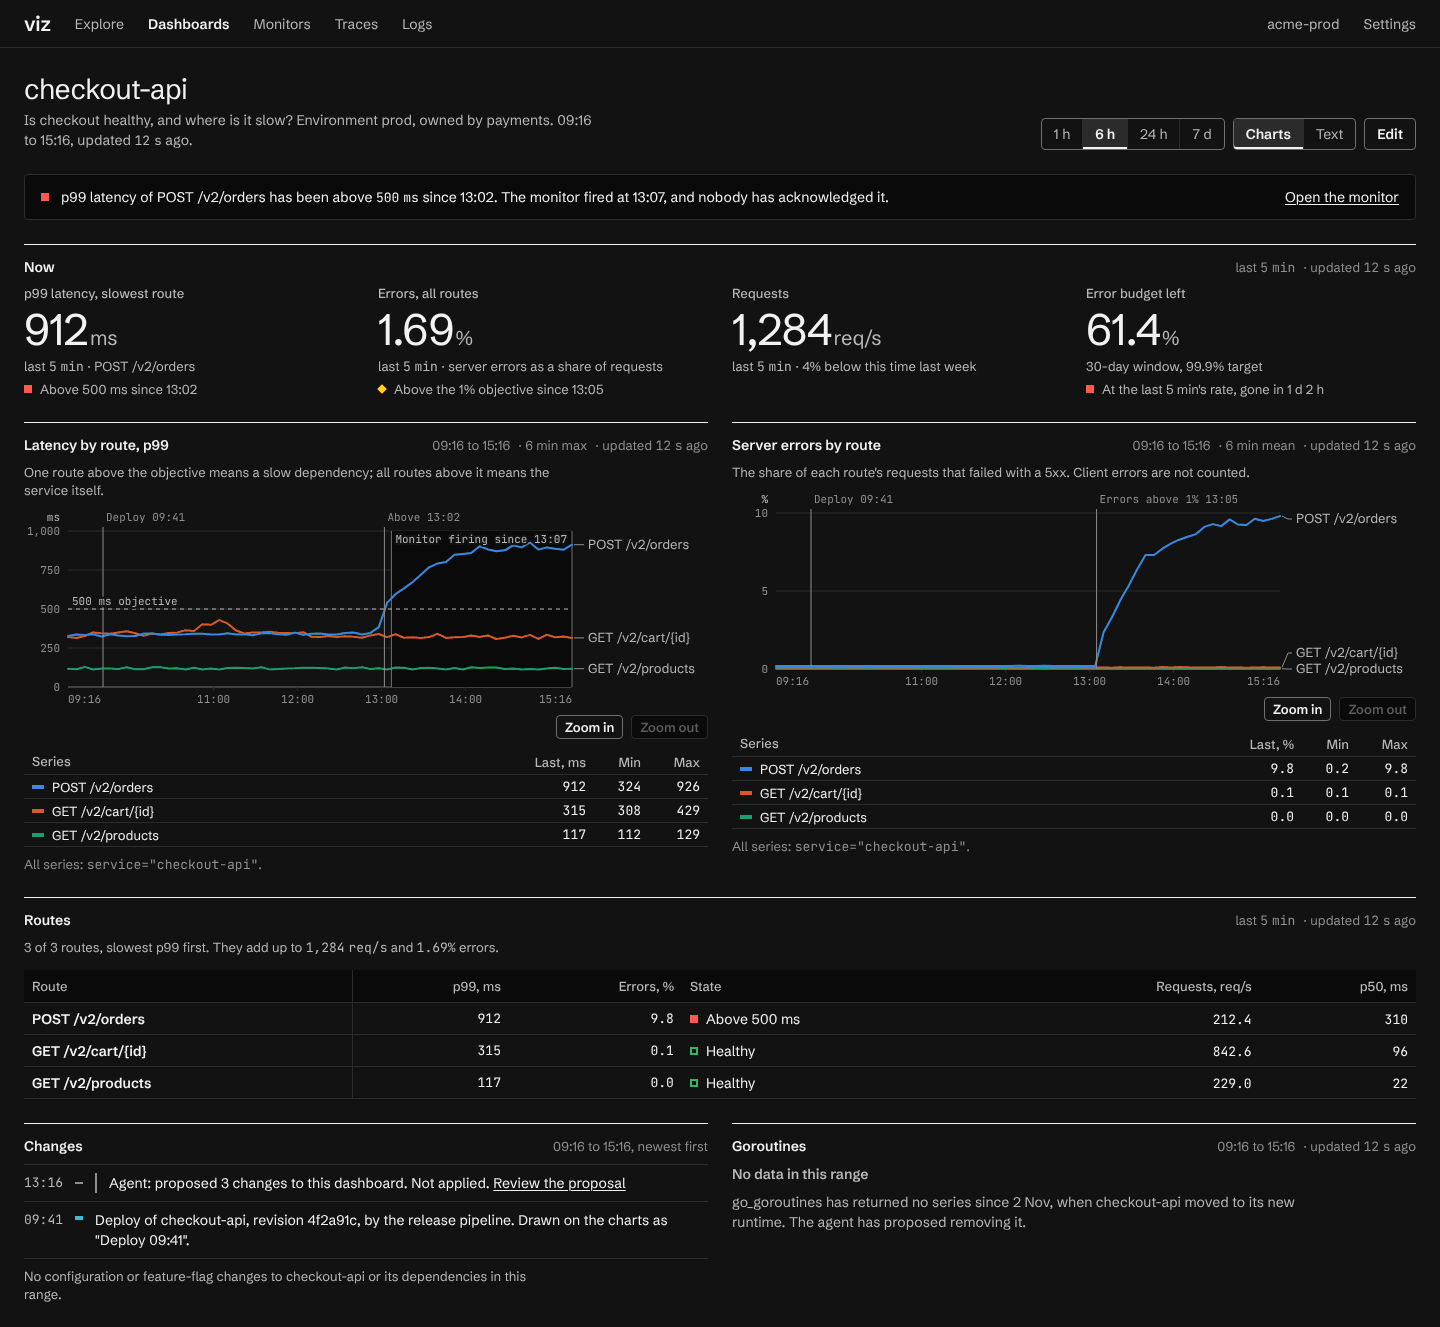 viz Explore Dashboards Monitors Traces Logs acme-prod Settings
checkout-api
Is checkout healthy, and where is it slow? Environment prod, owned by payments. 09:16
to 15:16, updated 12 s ago.
1 h 6 h 24 h 7 d Charts Text Edit
p99 latency of POST /v2/orders has been above 500 ms since 13:02. The monitor fired at 13:07, and nobody has acknowledged it. Open the monitor
Now last 5 min · updated 12 s ago
p99 latency, slowest route
912 ms
last 5 min · POST /v2/orders
Above 500 ms since 13:02
Errors, all routes
1.69 %
last 5 min · server errors as a share of requests
Above the 1% objective since 13:05
Requests
1,284 req/s
last 5 min · 4% below this time last week
Error budget left
61.4 %
30-day window, 99.9% target
At the last 5 min's rate, gone in 1 d 2 h
Latency by route, p99 09:16 to 15:16 · 6 min max · updated 12 s ago
One route above the objective means a slow dependency; all routes above it means the
service itself.
ms Deploy 09:41 Above 13:02
1,000
Monitor firing since 13:07
POST /v2/orders
750
500 ms objective
500
GET /v2/cart/{id}
250
GET /v2/products
0
09:16 11:00 12:00 13:00 14:00 15:16
Zoom in Zoom out
Series Last, ms Min Max
POST /v2/orders 912 324 926
GET /v2/cart/{id} 315 308 429
GET /v2/products 117 112 129
All series: service="checkout-api".
Server errors by route 09:16 to 15:16 · 6 min mean · updated 12 s ago
The share of each route's requests that failed with a 5xx. Client errors are not counted.
% Deploy 09:41 Errors above 1% 13:05
10
POST /v2/orders
5
GET /v2/cart/{id}
0 GET /v2/products
09:16 11:00 12:00 13:00 14:00 15:16
Zoom in Zoom out
Series Last, % Min Max
POST /v2/orders 9.8 0.2 9.8
GET /v2/cart/{id} 0.1 0.1 0.1
GET /v2/products 0.0 0.0 0.0
All series: service="checkout-api".
Routes last 5 min · updated 12 s ago
3 of 3 routes, slowest p99 first. They add up to 1,284 req/s and 1.69% errors.
Route p99, ms Errors, % State Requests, req/s p50, ms
POST /v2/orders 912 9.8 Above 500 ms 212.4 310
GET /v2/cart/{id} 315 0.1 Healthy 842.6 96
GET /v2/products 117 0.0 Healthy 229.0 22
Changes 09:16 to 15:16, newest first
13:16 Agent: proposed 3 changes to this dashboard. Not applied. Review the proposal
09:41 Deploy of checkout-api, revision 4f2a91c, by the release pipeline. Drawn on the charts as
"Deploy 09:41".
No configuration or feature-flag changes to checkout-api or its dependencies in this
range.
Goroutines 09:16 to 15:16 · updated 12 s ago
No data in this range
go_goroutines has returned no series since 2 Nov, when checkout-api moved to its new
runtime. The agent has proposed removing it.